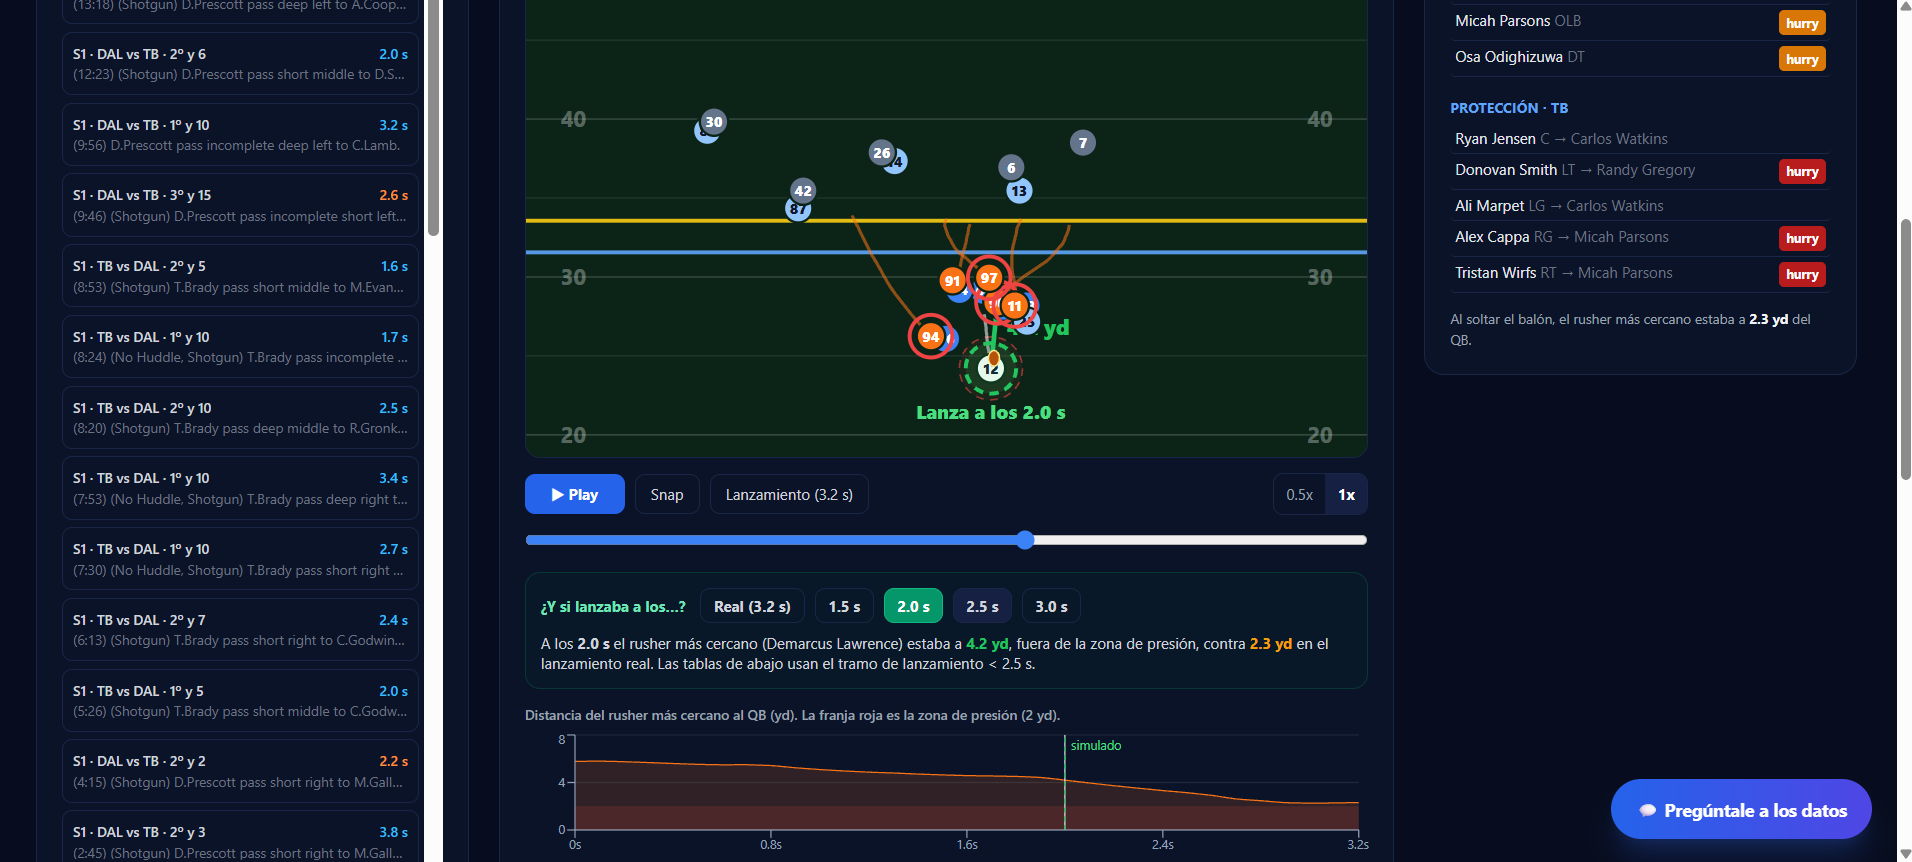 (13:18) (Shotgun) D.Prescott pass deep left to A.Coop...
S1 · DAL vs TB · 2º y 6 2.0 s
(12:23) (Shotgun) D.Prescott pass short middle to D.S...
S1 · DAL vs TB · 1º y 10 3.2 s
(9:56) D.Prescott pass incomplete deep left to C.Lamb.
S1 · DAL vs TB · 3º y 15 2.6 s
(9:46) (Shotgun) D.Prescott pass incomplete short left...
S1 · TB vs DAL · 2º y 5 1.6 s
(8:53) (Shotgun) T.Brady pass short middle to M.Evan...
S1 · TB vs DAL · 1º y 10 1.7 s
(8:24) (No Huddle, Shotgun) T.Brady pass incomplete ...
S1 · TB vs DAL · 2º y 10 2.5 s
(8:20) (Shotgun) T.Brady pass deep middle to R.Gronk...
S1 · TB vs DAL · 1º y 10 3.4 s
(7:53) (No Huddle, Shotgun) T.Brady pass deep right t...
S1 · TB vs DAL · 1º y 10 2.7 s
(7:30) (No Huddle, Shotgun) T.Brady pass short right ...
S1 · TB vs DAL · 2º y 7 2.4 s
(6:13) (Shotgun) T.Brady pass short right to C.Godwin...
S1 · TB vs DAL · 1º y 5 2.0 s
(5:26) (Shotgun) T.Brady pass short middle to C.Godw...
S1 · DAL vs TB · 2º y 2 2.2 s
(4:15) (Shotgun) D.Prescott pass short right to M.Gall...
S1 · DAL vs TB · 2º y 3 3.8 s
(2:45) (Shotgun) D.Prescott pass short right to M.Gall...
40 40
30
26
7
6
42
13
87
30 30
91
97
11
94
yd
12
Lanza a los 2.0 s
20 20
▶ Play Snap Lanzamiento (3.2 s) 0.5x 1x
¿Y si lanzaba a los...? Real (3.2 s) 1.5 s 2.0 s 2.5 s 3.0 s
A los 2.0 s el rusher más cercano (Demarcus Lawrence) estaba a 4.2 yd, fuera de la zona de presión, contra 2.3 yd en el
lanzamiento real. Las tablas de abajo usan el tramo de lanzamiento < 2.5 s.
Distancia del rusher más cercano al QB (yd). La franja roja es la zona de presión (2 yd).
8
simulado
4
0
0s 0.8s 1.6s 2.4s 3.2s
Micah Parsons OLB hurry
Osa Odighizuwa DT hurry
PROTECCIÓN · TB
Ryan Jensen C → Carlos Watkins
Donovan Smith LT → Randy Gregory hurry
Ali Marpet LG → Carlos Watkins
Alex Cappa RG → Micah Parsons hurry
Tristan Wirfs RT → Micah Parsons hurry
Al soltar el balón, el rusher más cercano estaba a 2.3 yd del
QB.
Pregúntale a los datos